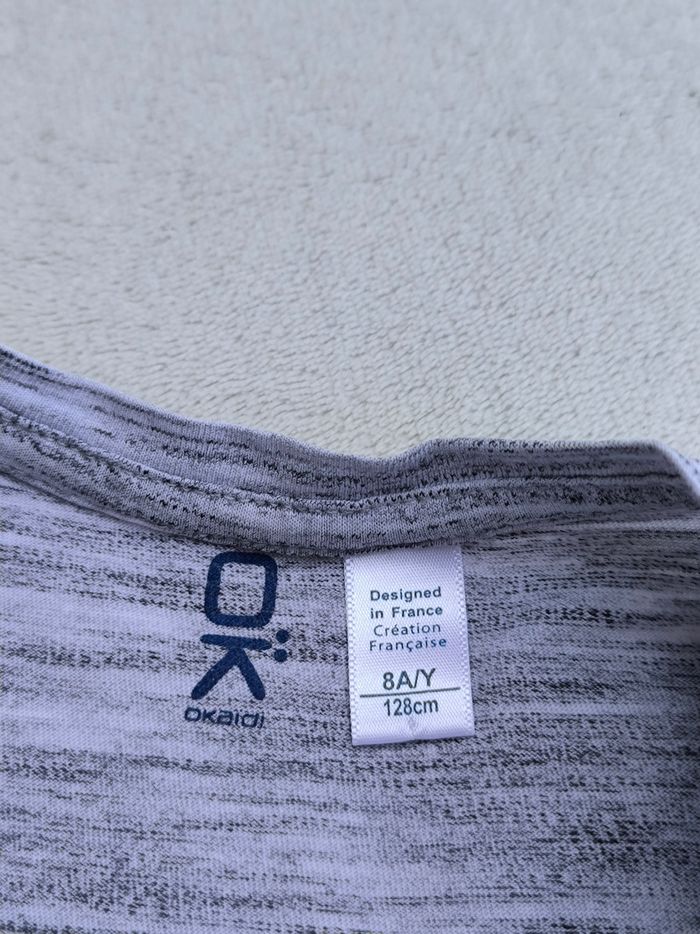 OK
OKAIDI
Designed
in France
Création
Française
8A/Y
128cm